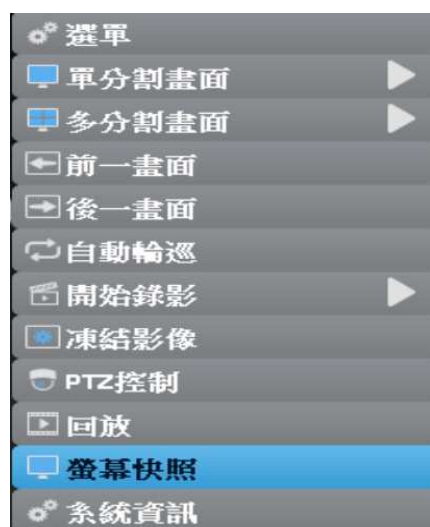 選單
單分割畫面
多分割畫面
前一畫面
後一畫面
自動輪巡
開始錄影
凍結影像
PTZ控制
回放
螢幕快照
系統資訊